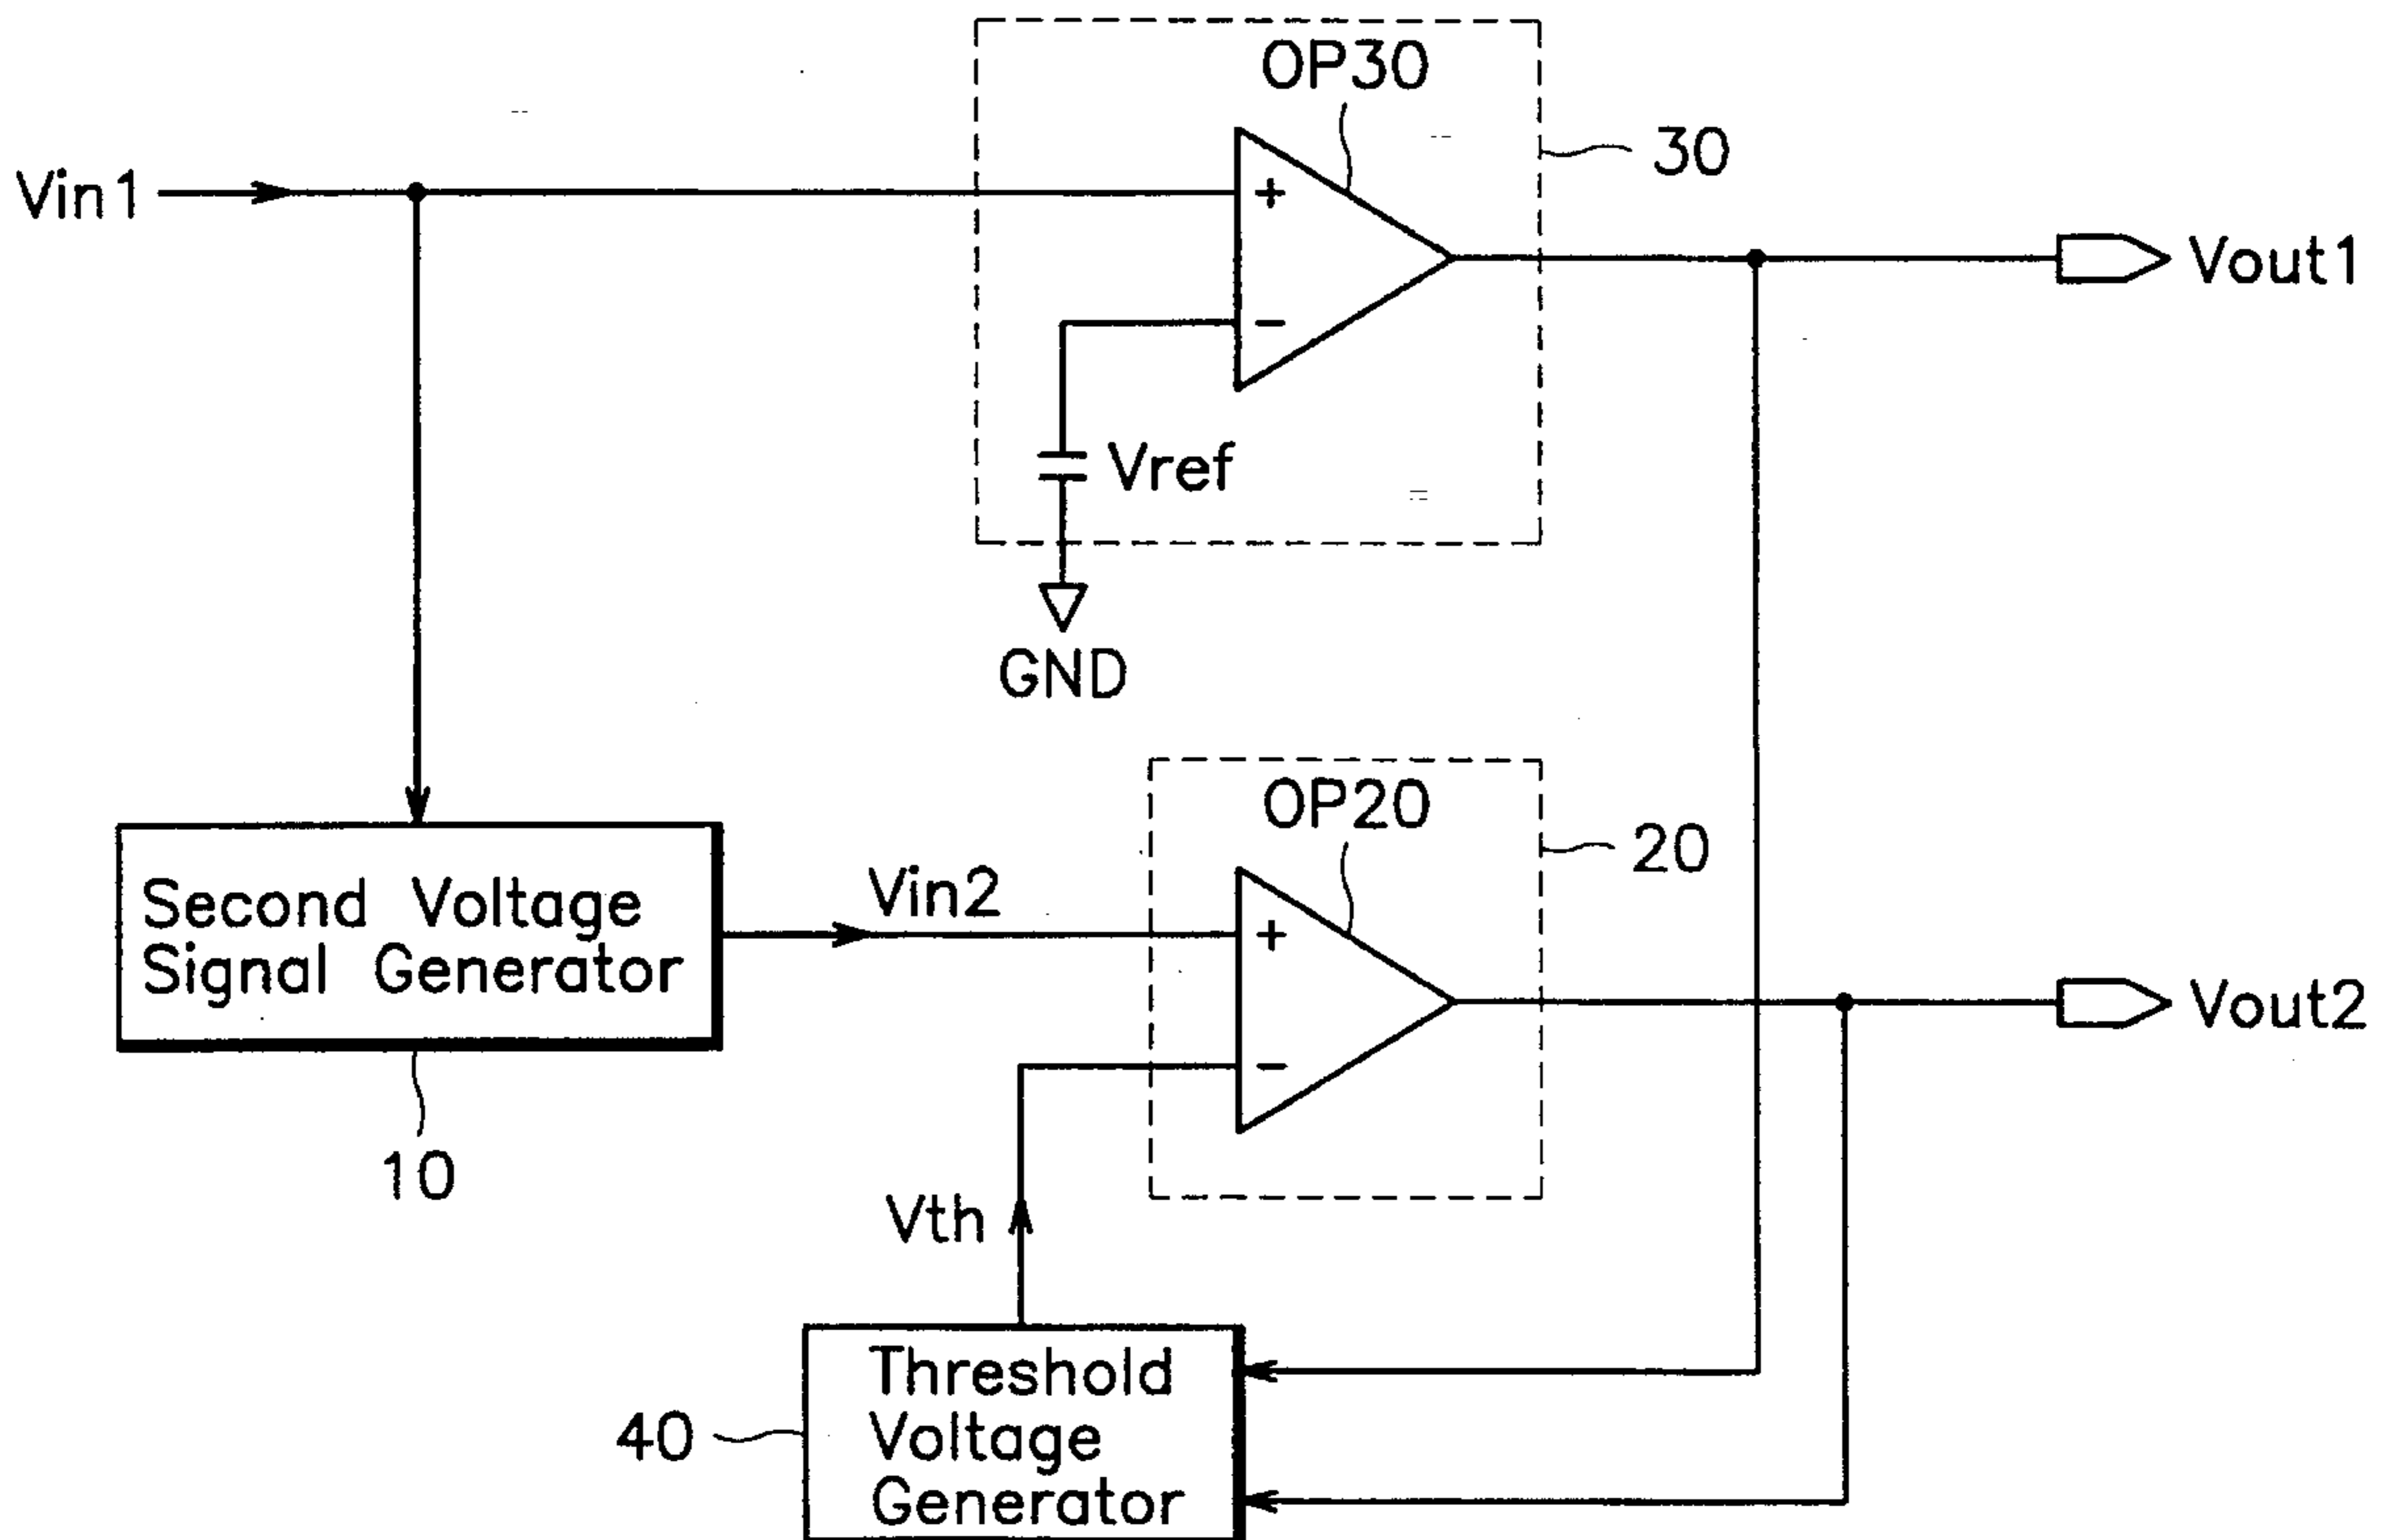 OP30
30
Vin1
+
Vout1
−
Vref
GND
OP20
20
Second Voltage
Signal Generator
Vin2
+
Vout2
−
10
Vth
40
Threshold
Voltage
Generator